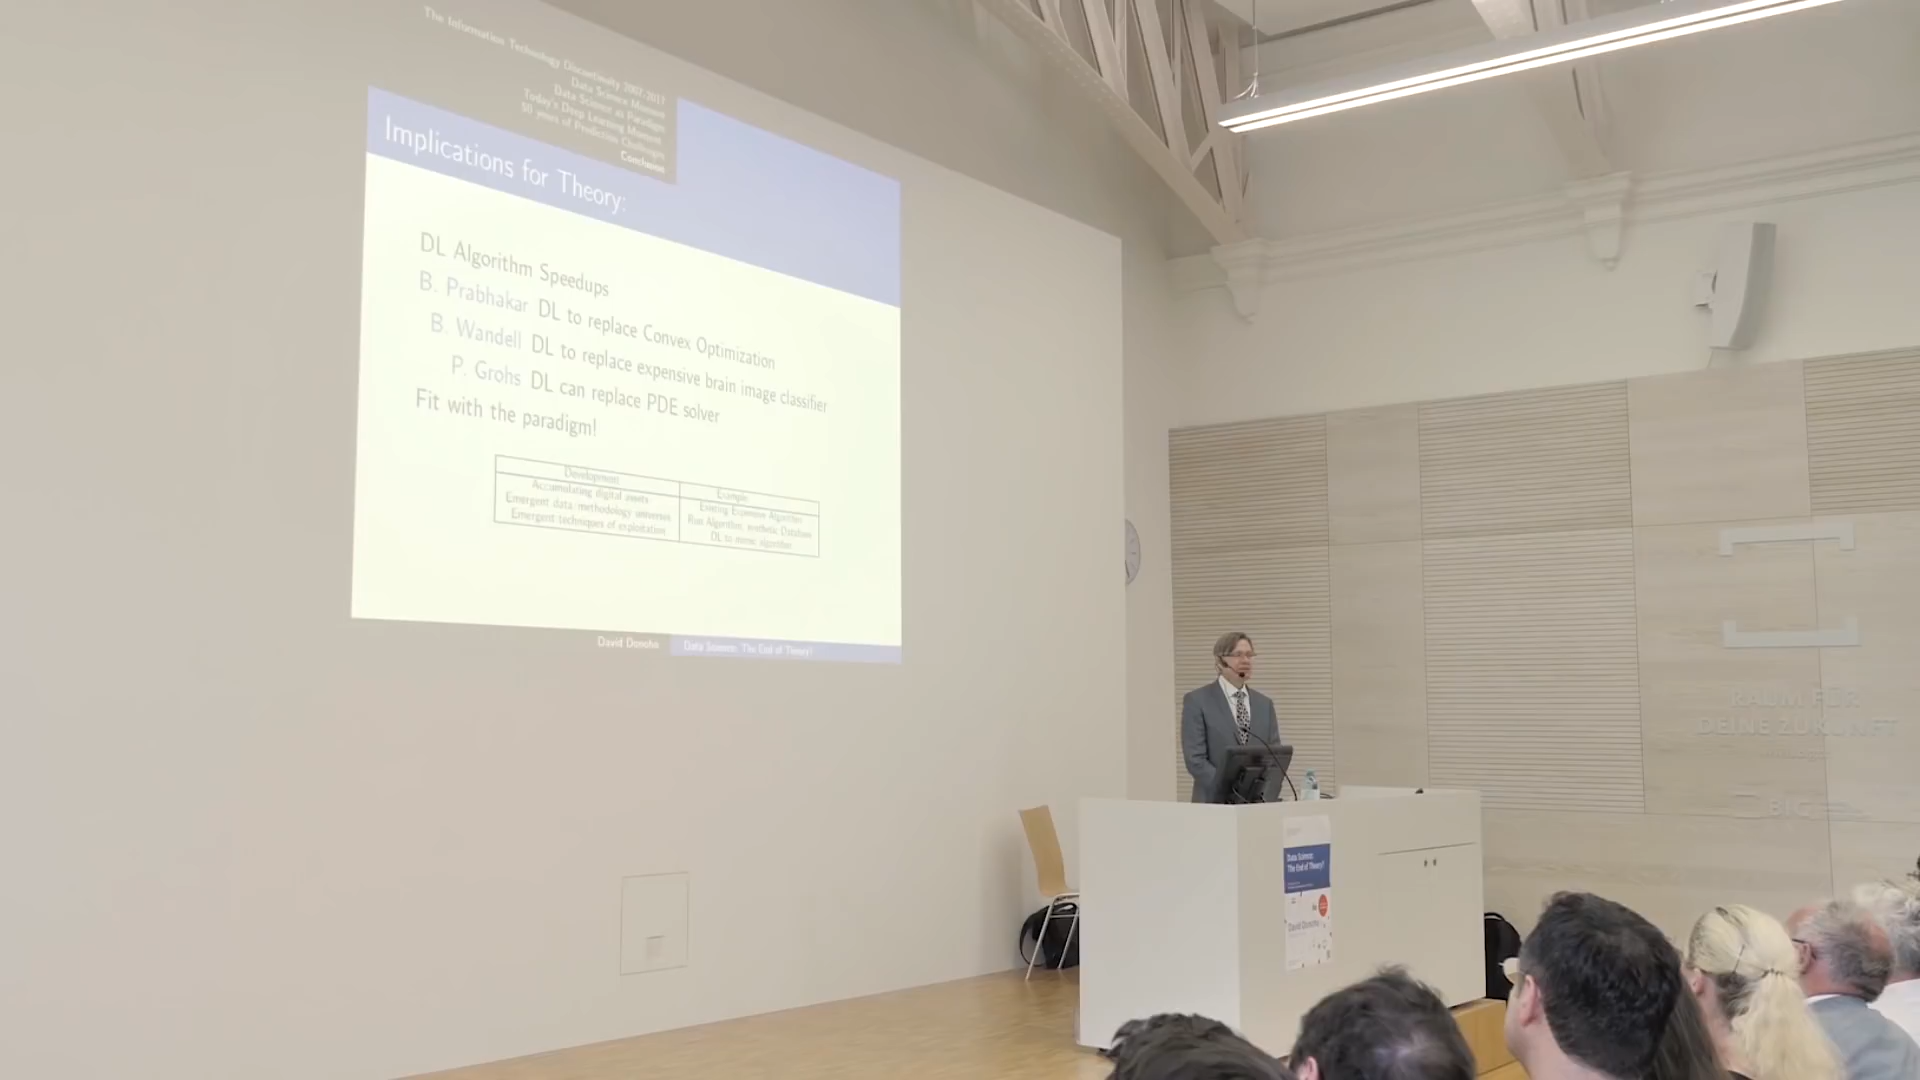 The Information Technology Discontinuity 2007-2017
Data Science Moment
Data Science as Paradigm
Today's Deep Learning Moment
50 years of Prediction Challenges
Conclusion
Implications for Theory:
DL Algorithm Speedups
B. Prabhakar DL to replace Convex Optimization
B. Wandell DL to replace expensive brain image classifier
P. Grohs DL can replace PDE solver
Fit with the paradigm!
Development Example
Accumulating digital assets Existing Expensive Algorithm
Emergent data/methodology universes Run Algorithm, synthetic Database
Emergent techniques of exploitation DL to mimic algorithm
David Donoho Data Science: The End of Theory?
RAUM FÜR
DEINE ZUKUNFT
BIG
Data Science:
The End of Theory?
David Donoho